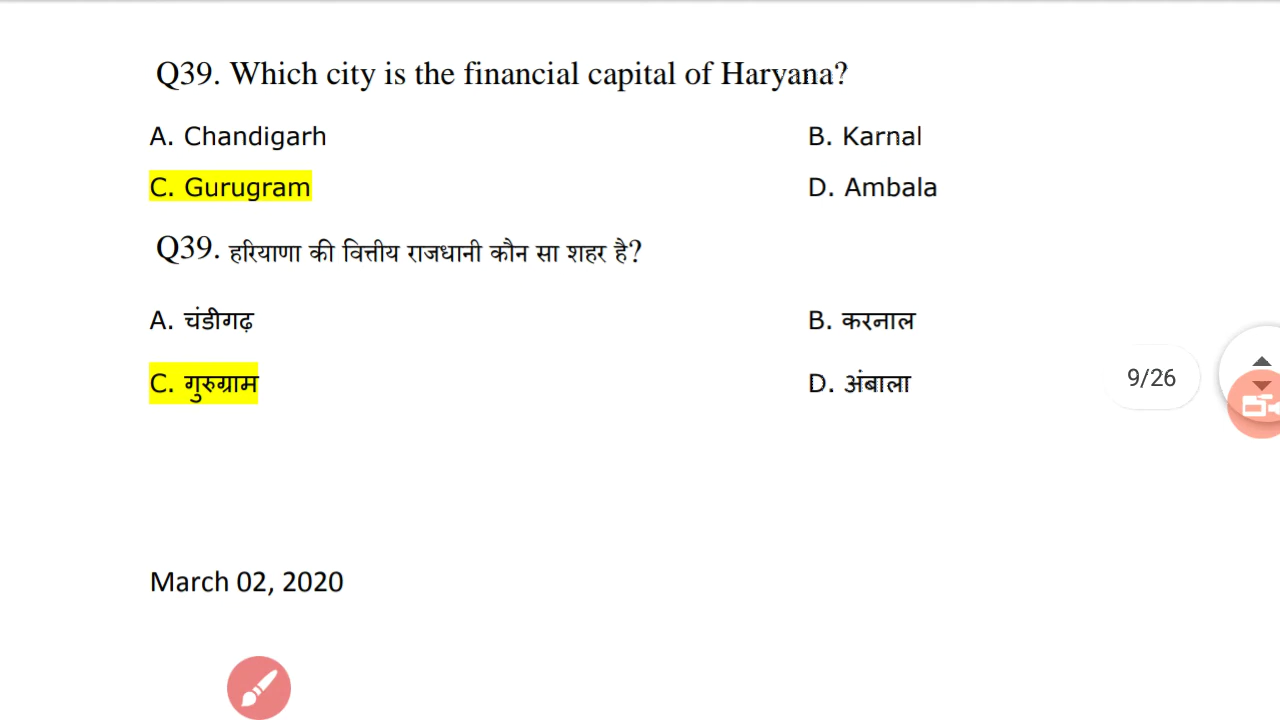 Q39. Which city is the financial capital of Haryana?
A. Chandigarh B. Karnal
C. Gurugram D. Ambala
Q39. हरियाणा की वित्तीय राजधानी कौन सा शहर है?
A. चंडीगढ़ B. करनाल
C. गुरुग्राम D. अंबाला
9/26
March 02, 2020